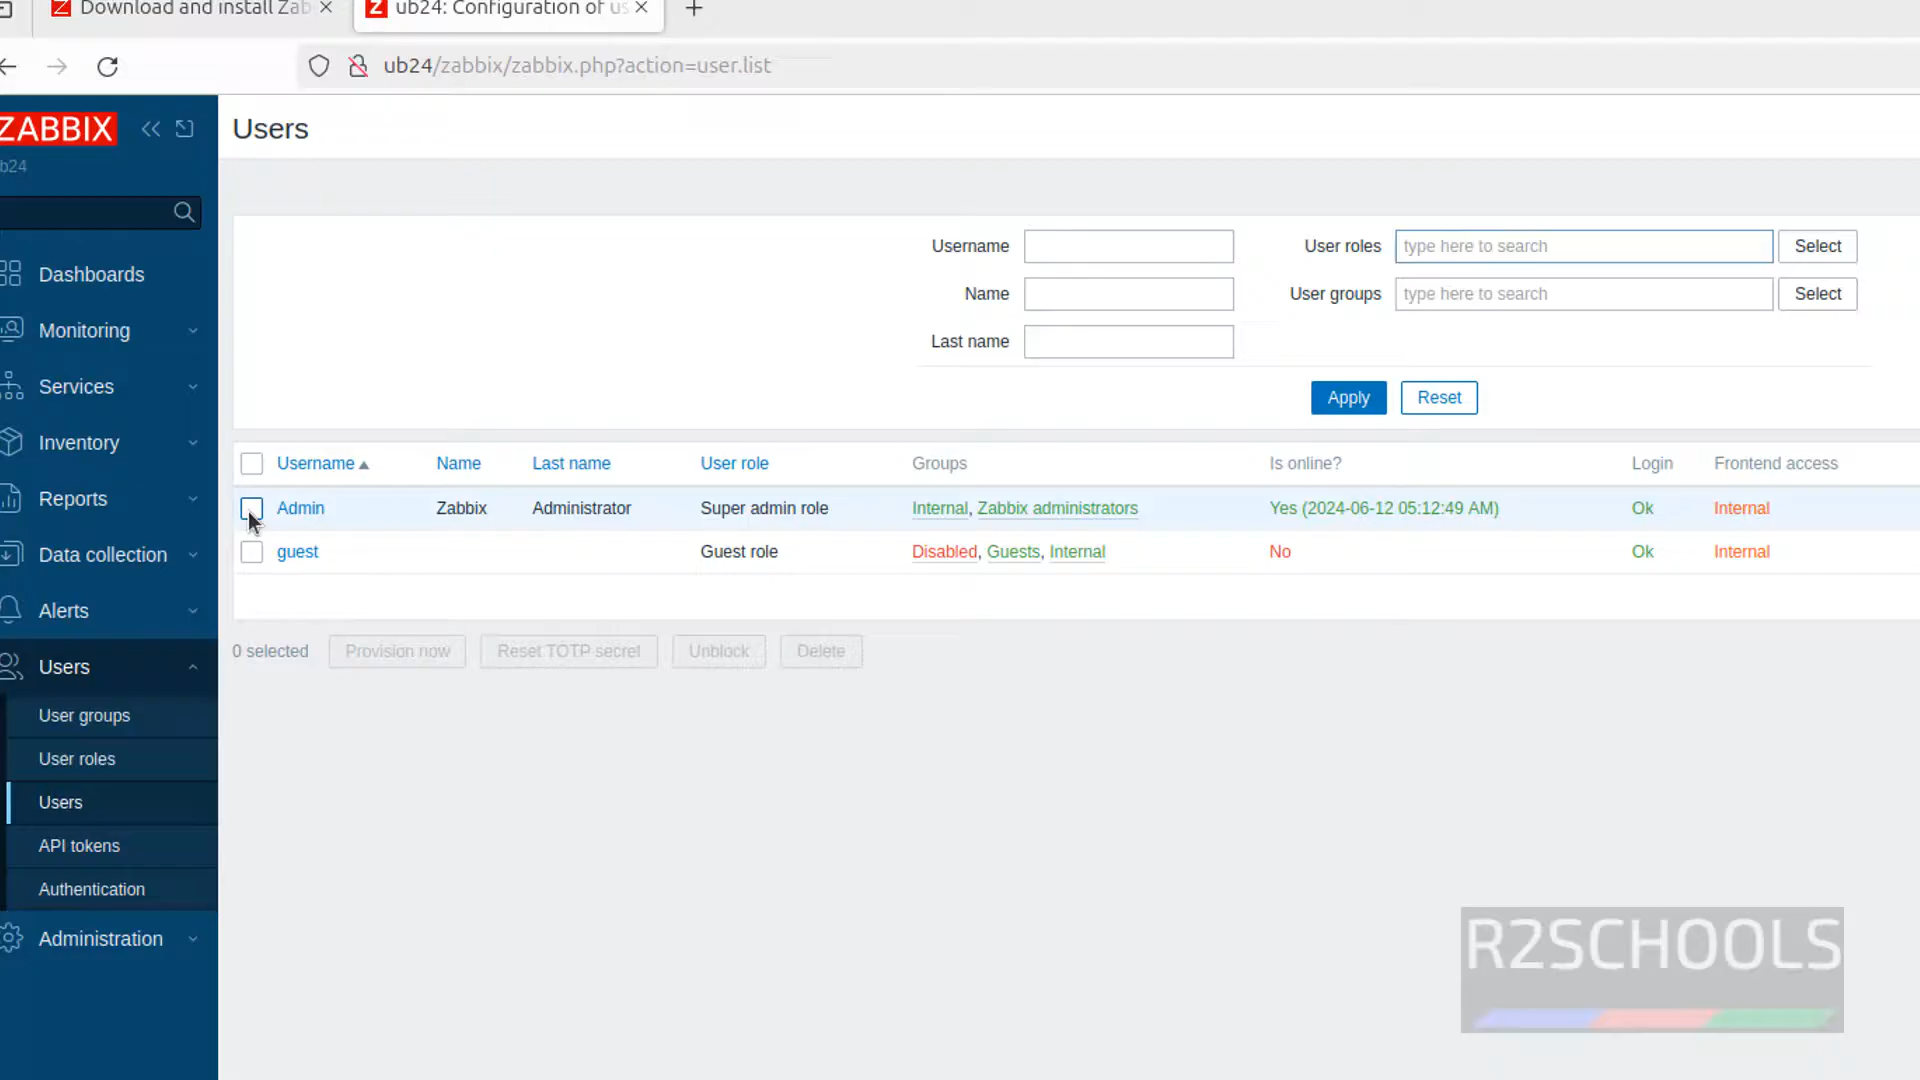 Download and install Zab
ub24: Configuration of us
ub24/zabbix/zabbix.php?action=user.list
ZABBIX
b24
Dashboards
Monitoring
Services
Inventory
Reports
Data collection
Alerts
Users
User groups
User roles
Users
API tokens
Authentication
Administration
Users
Username
User roles type here to search Select
Name
User groups type here to search Select
Last name
Apply Reset
Username Name Last name User role Groups Is online? Login Frontend access
Admin Zabbix Administrator Super admin role Internal, Zabbix administrators Yes (2024-06-12 05:12:49 AM) Ok Internal
guest Guest role Disabled, Guests, Internal No Ok Internal
0 selected Provision now Reset TOTP secret Unblock Delete
R2SCHOOLS